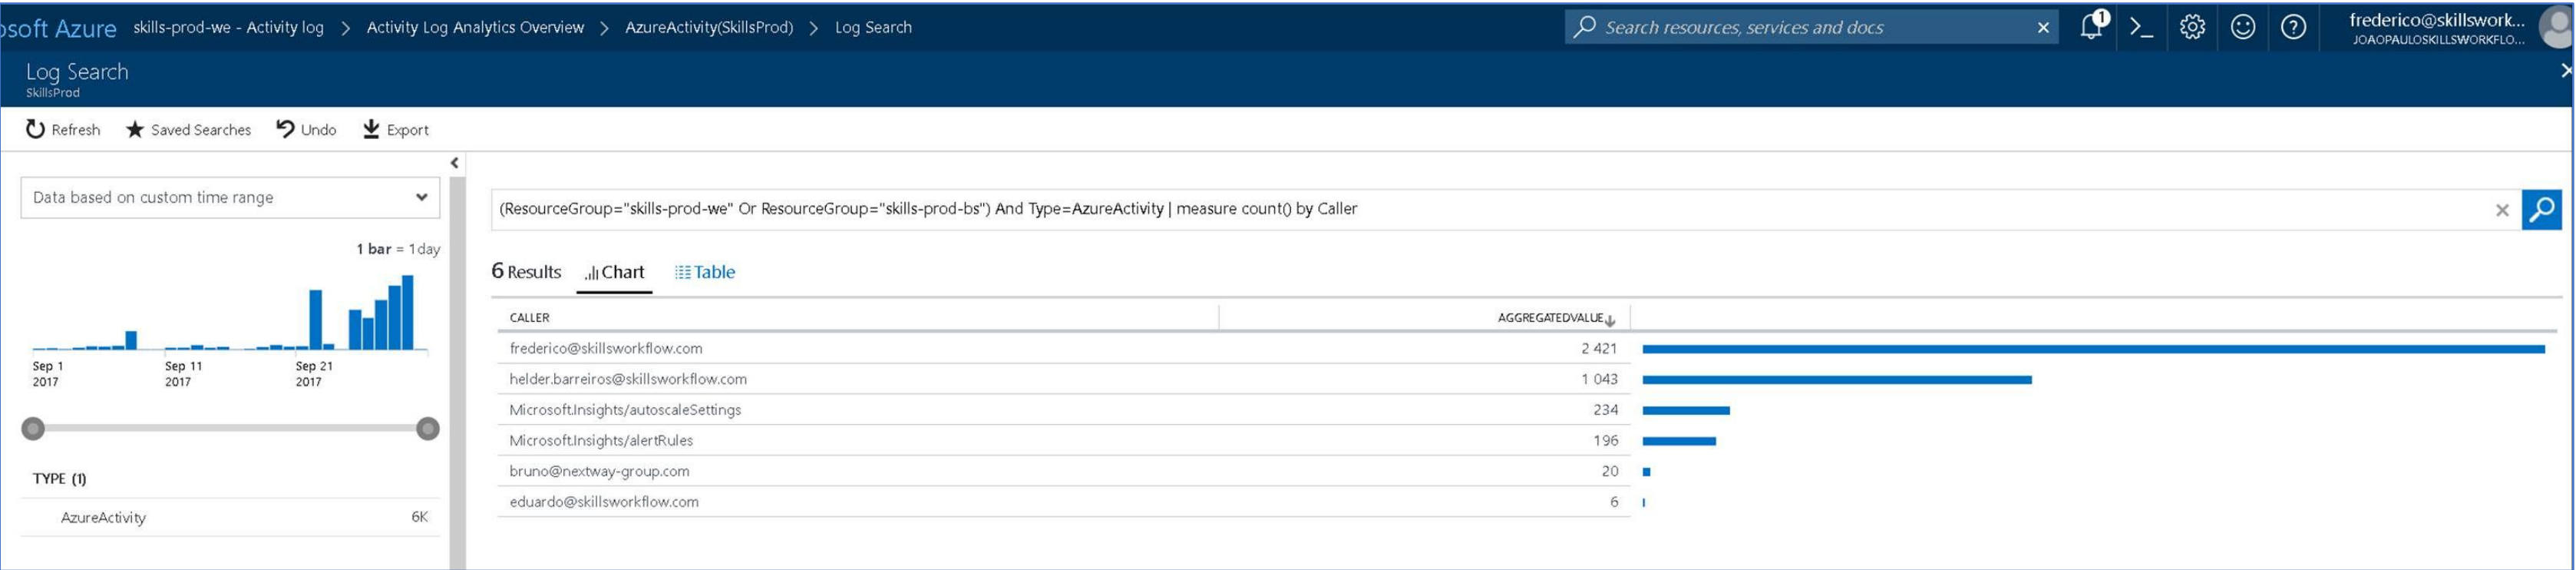 osoft Azure skills-prod-we - Activity log > Activity Log Analytics Overview > AzureActivity(SkillsProd) > Log Search
Search resources, services and docs
1
frederico@skillswork...
JOAOPAULOSKILLSWORKFLO...
Log Search
SkillsProd
Refresh Saved Searches Undo Export
Data based on custom time range
1 bar = 1day
Sep 1 2017
Sep 11 2017
Sep 21 2017
TYPE (1)
AzureActivity 6K
(ResourceGroup="skills-prod-we" Or ResourceGroup="skills-prod-bs") And Type=AzureActivity | measure count() by Caller
6 Results Chart Table
CALLER AGGREGATEDVALUE
frederico@skillsworkflow.com 2 421
helder.barreiros@skillsworkflow.com 1 043
Microsoft.Insights/autoscaleSettings 234
Microsoft.Insights/alertRules 196
bruno@nextway-group.com 20
eduardo@skillsworkflow.com 6